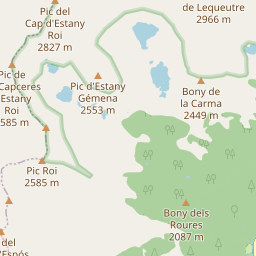 Pic del
Cap d'Estany
Roi
2827 m
de Lequeutre
2966 m
Pic de
Capceres
Estany
Roi
585 m
Pic d'Estany
Gémena
2553 m
Bony de
la Carma
2449 m
Pic Roi
2585 m
Bony dels
Roures
2087 m
del
d'Espós